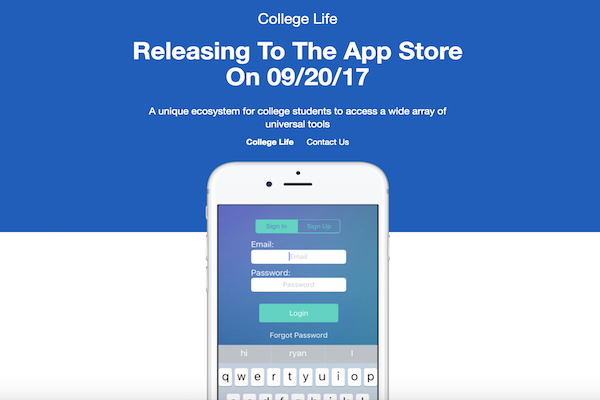 College Life
Releasing To The App Store
On 09/20/17
A unique ecosystem for college students to access a wide array of
universal tools
College Life Contact Us
Sign In Sign Up
Email:
Email
Password:
Password
Login
Forgot Password
hi ryan I
q w e r t y u i o p